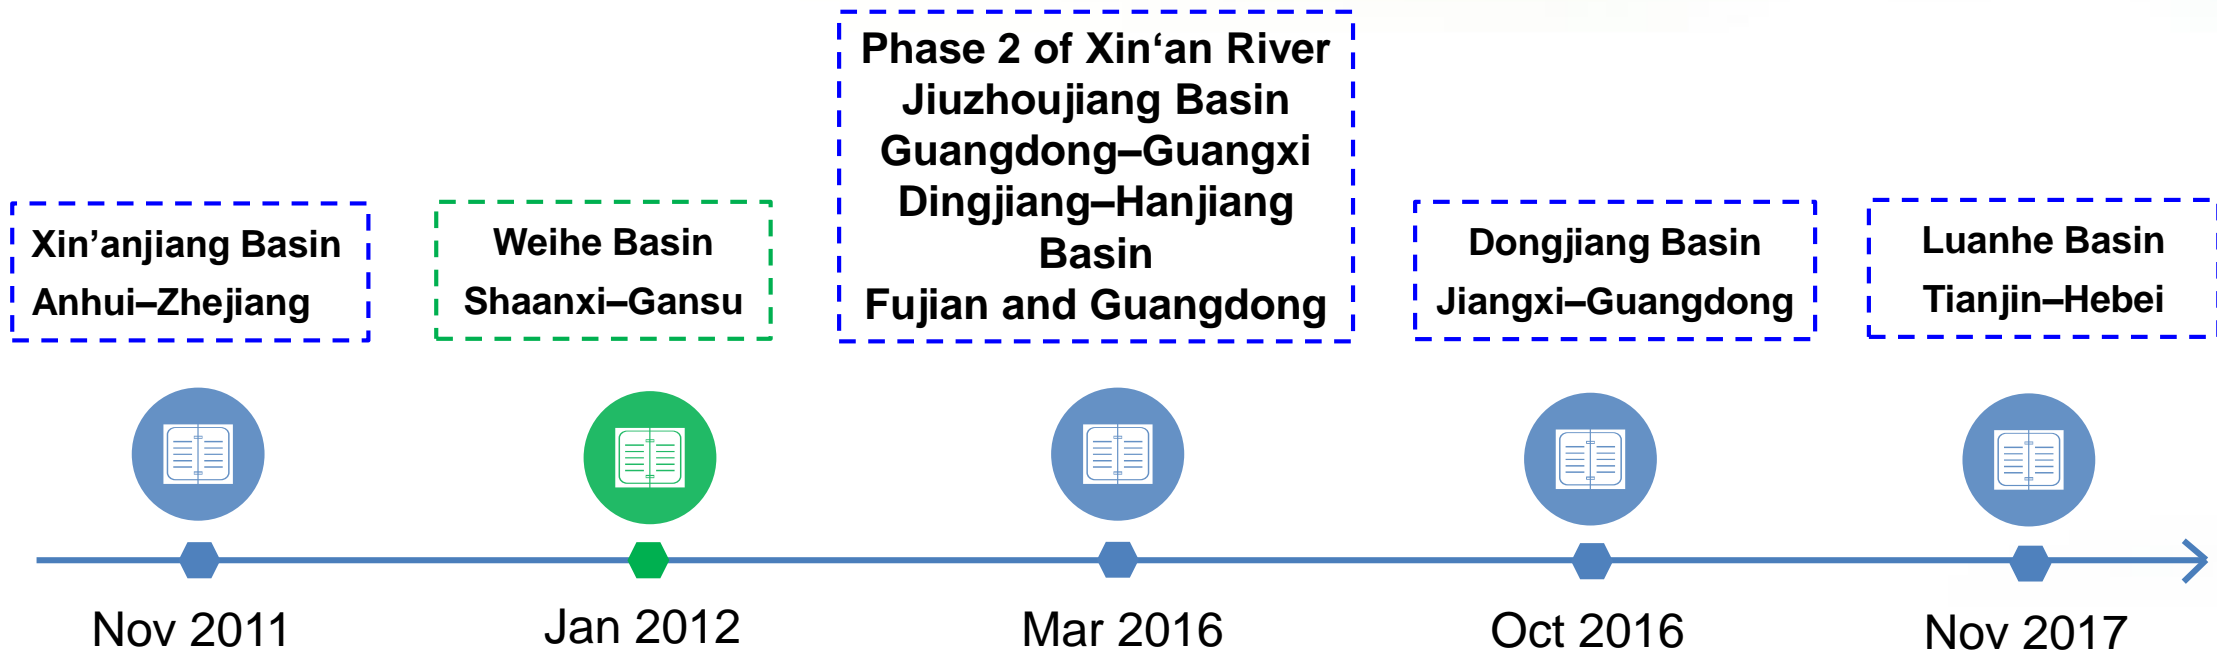 Phase 2 of Xin‘an River
Jiuzhoujiang Basin
Guangdong–Guangxi
Dingjiang–Hanjiang
Basin
Fujian and Guangdong
Xin’anjiang Basin
Anhui–Zhejiang
Weihe Basin
Shaanxi–Gansu
Dongjiang Basin
Jiangxi–Guangdong
Luanhe Basin
Tianjin–Hebei
Nov 2011
Jan 2012
Mar 2016
Oct 2016
Nov 2017